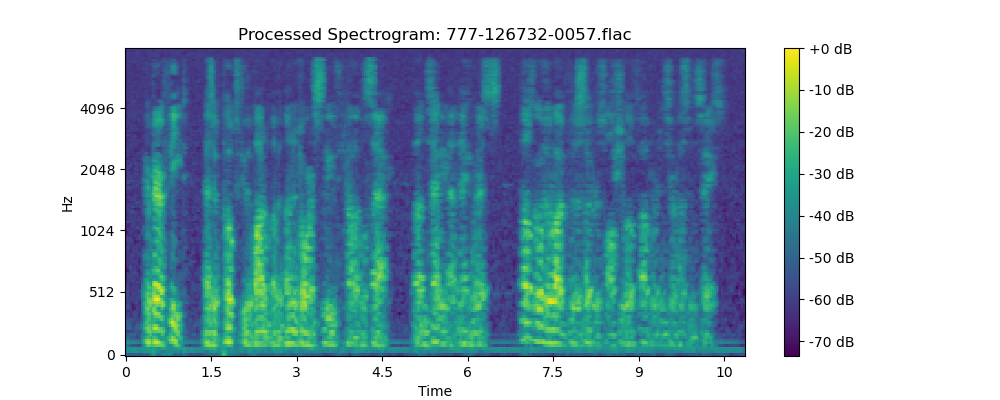 Processed Spectrogram: 777-126732-0057.flac
Hz
4096
2048
1024
512
0
0 1.5 3 4.5 6 7.5 9 10
Time
+0 dB
-10 dB
-20 dB
-30 dB
-40 dB
-50 dB
-60 dB
-70 dB